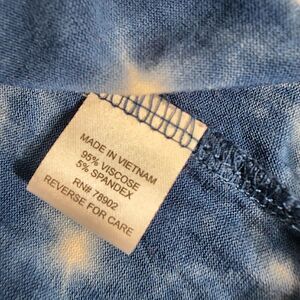 MADE IN VIETNAM
95% VISCOSE
5% SPANDEX
RN# 78902
REVERSE FOR CARE